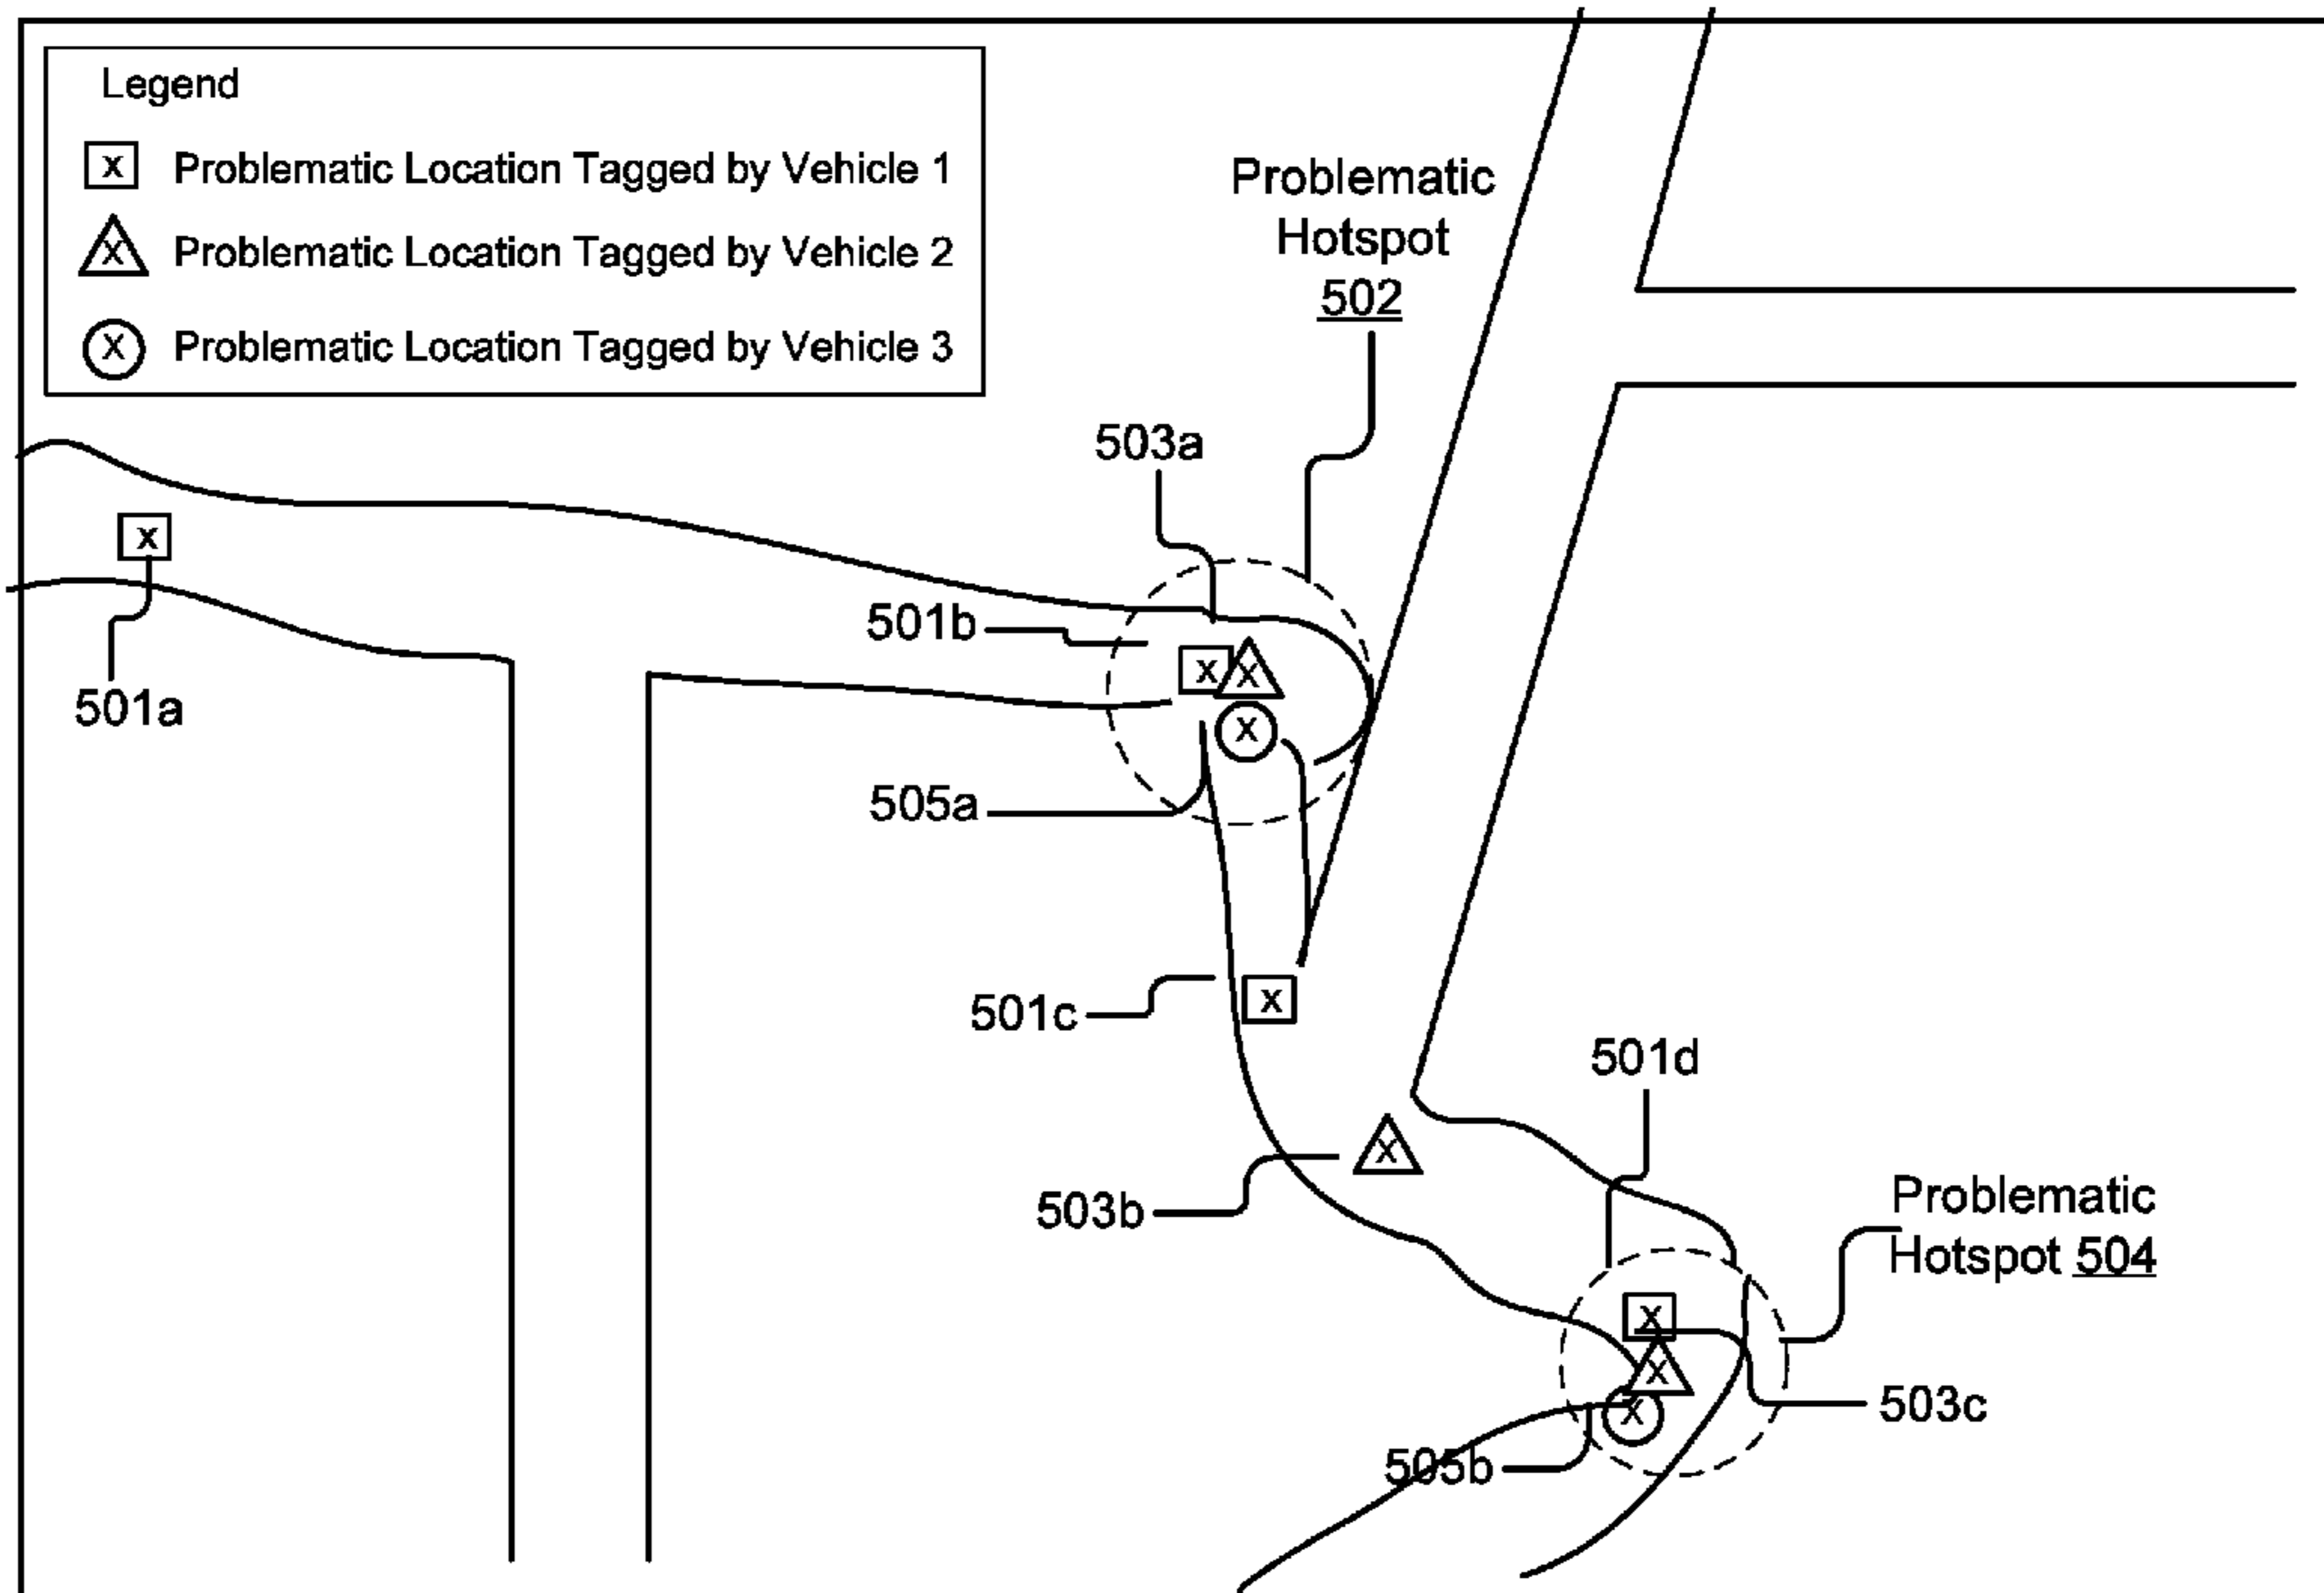 Legend
x Problematic Location Tagged by Vehicle 1
x Problematic Location Tagged by Vehicle 2
x Problematic Location Tagged by Vehicle 3
Problematic
Hotspot
502
503a
x
501b
x x
501a
x
505a
501c
x
501d
x
503b
Problematic
Hotspot 504
x
x
503c
x
505b